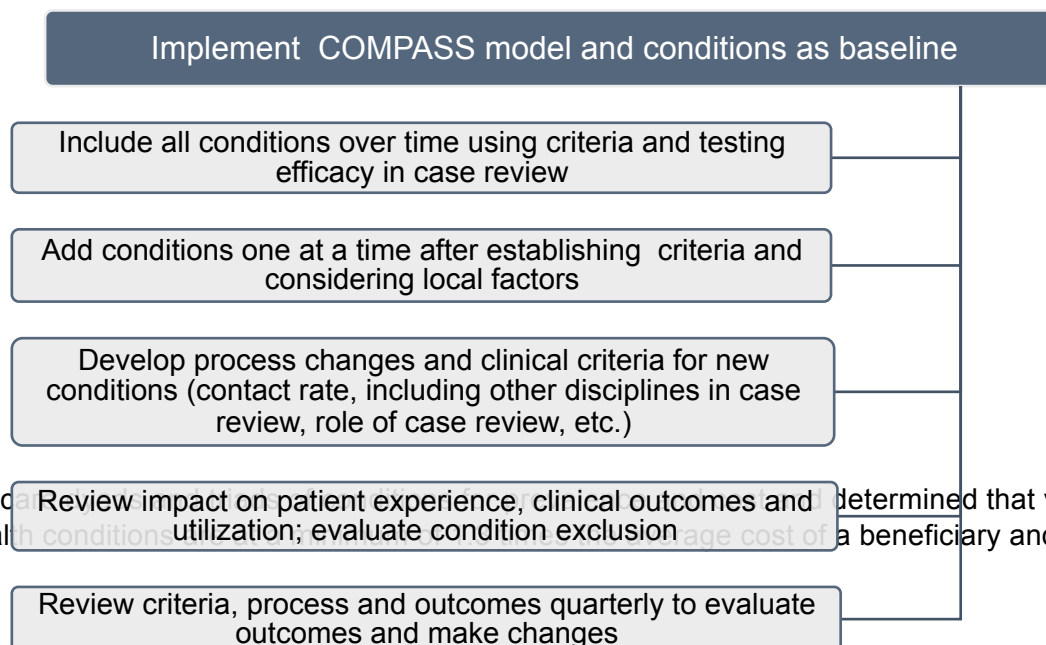 Implement COMPASS model and conditions as baseline
Include all conditions over time using criteria and testing
efficacy in case review
Add conditions one at a time after establishing criteria and
considering local factors
Develop process changes and clinical criteria for new
conditions (contact rate, including other disciplines in case
review, role of case review, etc.)
Review impact on patient experience, clinical outcomes and
utilization; evaluate condition exclusion
determined that
conditions average cost of a beneficiary and
Review criteria, process and outcomes quarterly to evaluate
outcomes and make changes